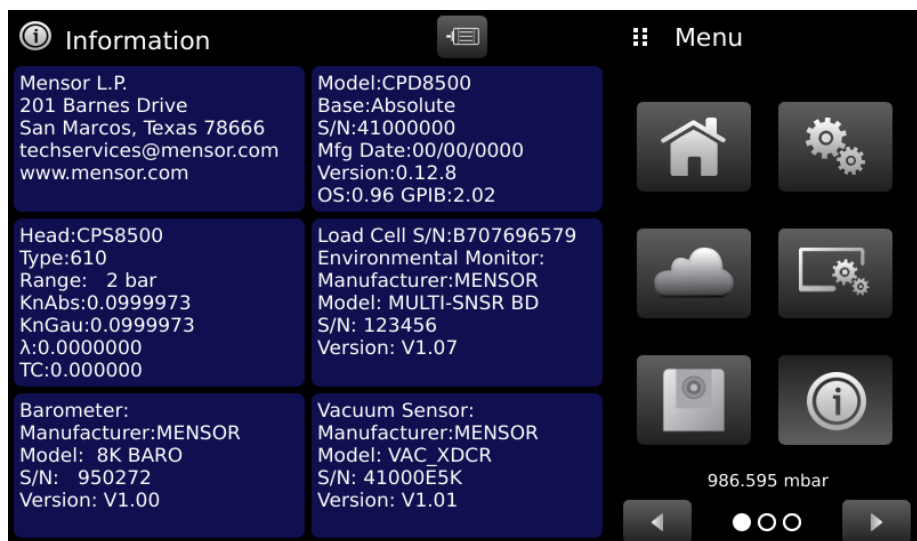 Information
Mensor L.P.
201 Barnes Drive
San Marcos, Texas 78666
techservices@mensor.com
www.mensor.com
Model:CPD8500
Base:Absolute
S/N:41000000
Mfg Date:00/00/0000
Version:0.12.8
OS:0.96 GPIB:2.02
Head:CPS8500
Type:610
Range:   2 bar
KnAbs:0.0999973
KnGau:0.0999973
λ:0.0000000
TC:0.000000
Load Cell S/N:B707696579
Environmental Monitor:
Manufacturer:MENSOR
Model: MULTI-SNSR BD
S/N: 123456
Version: V1.07
Barometer:
Manufacturer:MENSOR
Model:  8K BARO
S/N:   950272
Version: V1.00
Vacuum Sensor:
Manufacturer:MENSOR
Model: VAC_XDCR
S/N: 41000E5K
Version: V1.01
Menu
986.595 mbar